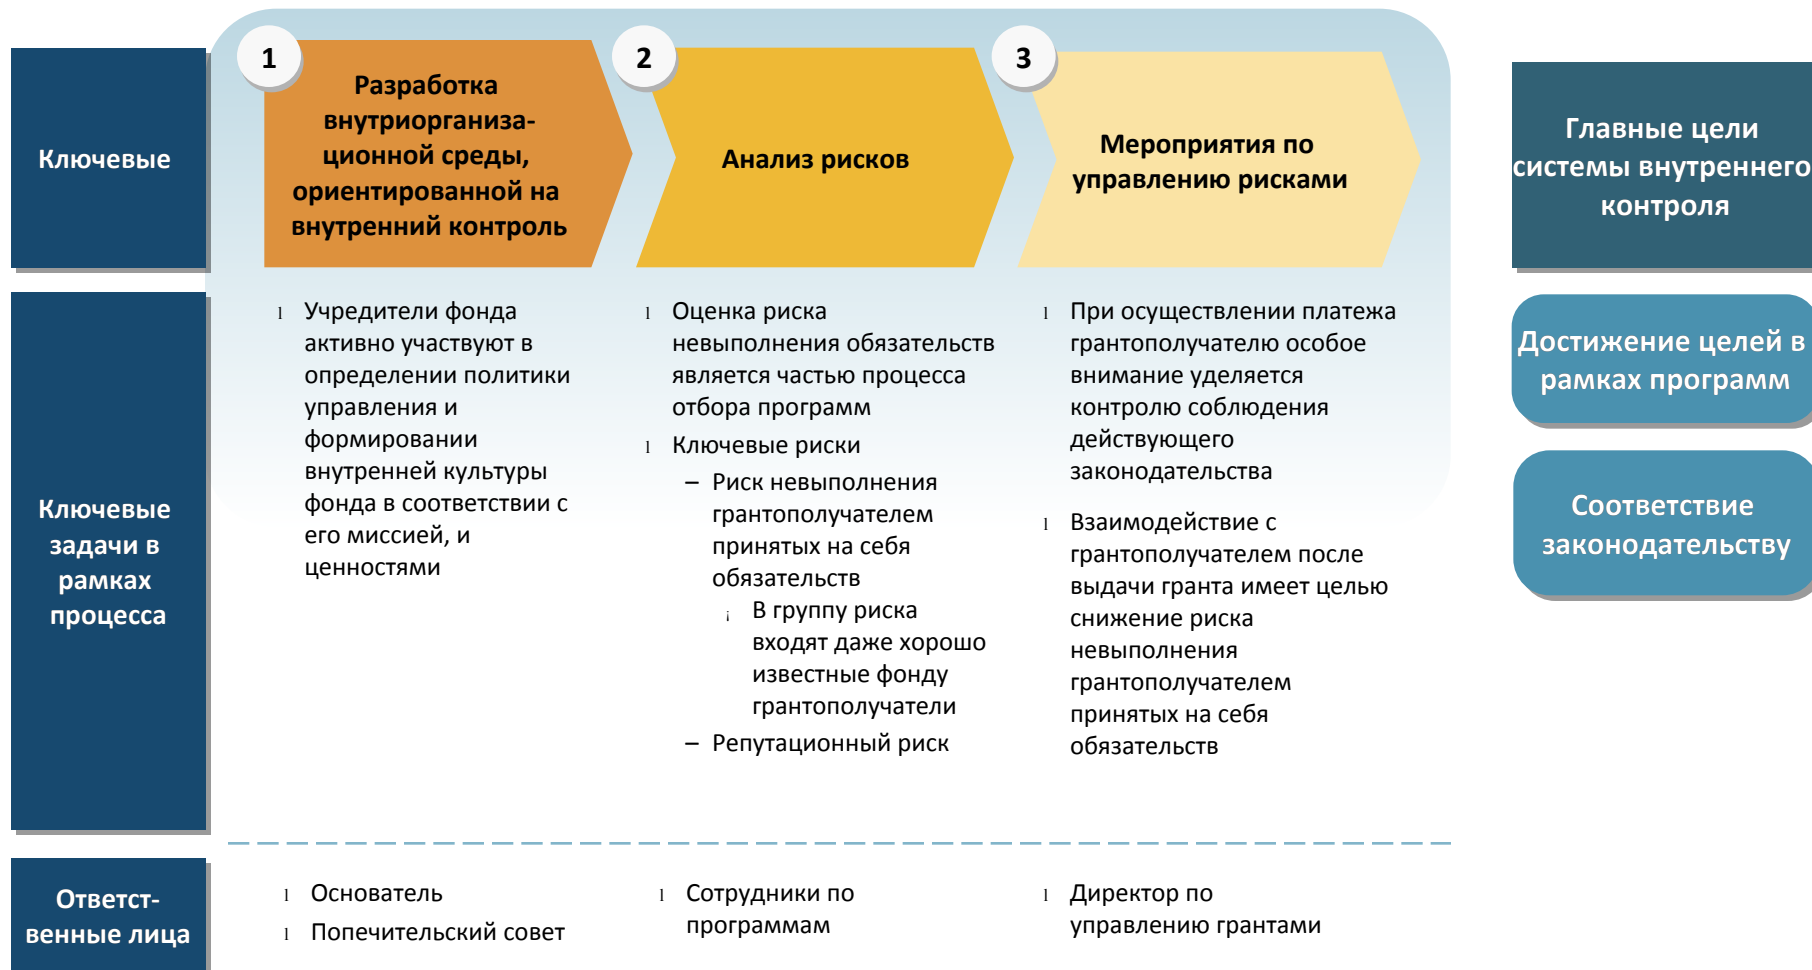 Ключевые
1
Разработка
внутриорганиза-
ционной среды,
ориентированной на
внутренний контроль
2
Анализ рисков
3
Мероприятия по
управлению рисками
Главные цели
системы внутреннего
контроля
Ключевые
задачи в
рамках
процесса
l Учредители фонда
активно участвуют в
определении политики
управления и
формировании
внутренней культуры
фонда в соответствии с
его миссией, и
ценностями
l Оценка риска
невыполнения обязательств
является частью процесса
отбора программ
l Ключевые риски
– Риск невыполнения
грантополучателем
принятых на себя
обязательств
¡ В группу риска
входят даже хорошо
известные фонду
грантополучатели
– Репутационный риск
l При осуществлении платежа
грантополучателю особое
внимание уделяется
контролю соблюдения
действующего
законодательства
l Взаимодействие с
грантополучателем после
выдачи гранта имеет целью
снижение риска
невыполнения
грантополучателем
принятых на себя
обязательств
Достижение целей в
рамках программ
Соответствие
законодательству
Ответст-
венные лица
l Основатель
l Попечительский совет
l Сотрудники по
программам
l Директор по
управлению грантами